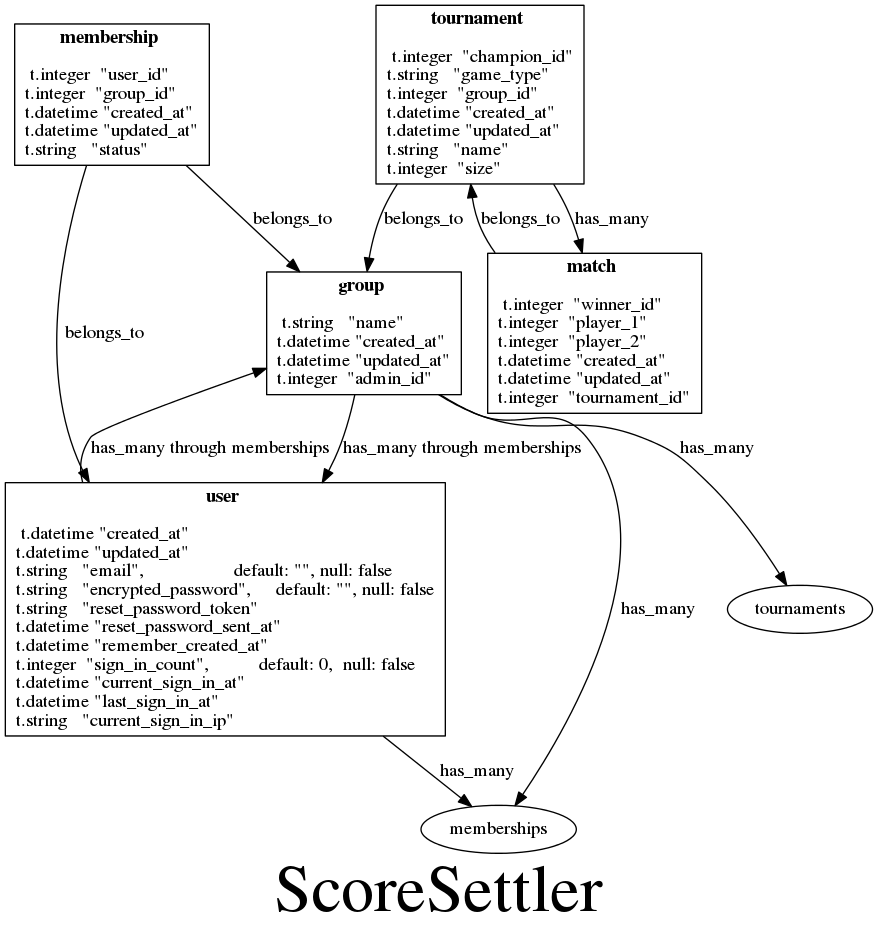 membership
t.integer "user_id"
t.integer "group_id"
t.datetime "created_at"
t.datetime "updated_at"
t.string "status"
tournament
t.integer "champion_id"
t.string "game_type"
t.integer "group_id"
t.datetime "created_at"
t.datetime "updated_at"
t.string "name"
t.integer "size"
belongs_to
belongs_to
belongs_to
has_many
group
t.string "name"
t.datetime "created_at"
t.datetime "updated_at"
t.integer "admin_id"
match
t.integer "winner_id"
t.integer "player_1"
t.integer "player_2"
t.datetime "created_at"
t.datetime "updated_at"
t.integer "tournament_id"
belongs_to
has_many through memberships
has_many through memberships
has_many
user
t.datetime "created_at"
t.datetime "updated_at"
t.string "email", default: "", null: false
t.string "encrypted_password", default: "", null: false
t.string "reset_password_token"
t.datetime "reset_password_sent_at"
t.datetime "remember_created_at"
t.integer "sign_in_count", default: 0, null: false
t.datetime "current_sign_in_at"
t.datetime "last_sign_in_at"
t.string "current_sign_in_ip"
has_many
tournaments
has_many
memberships
ScoreSettler